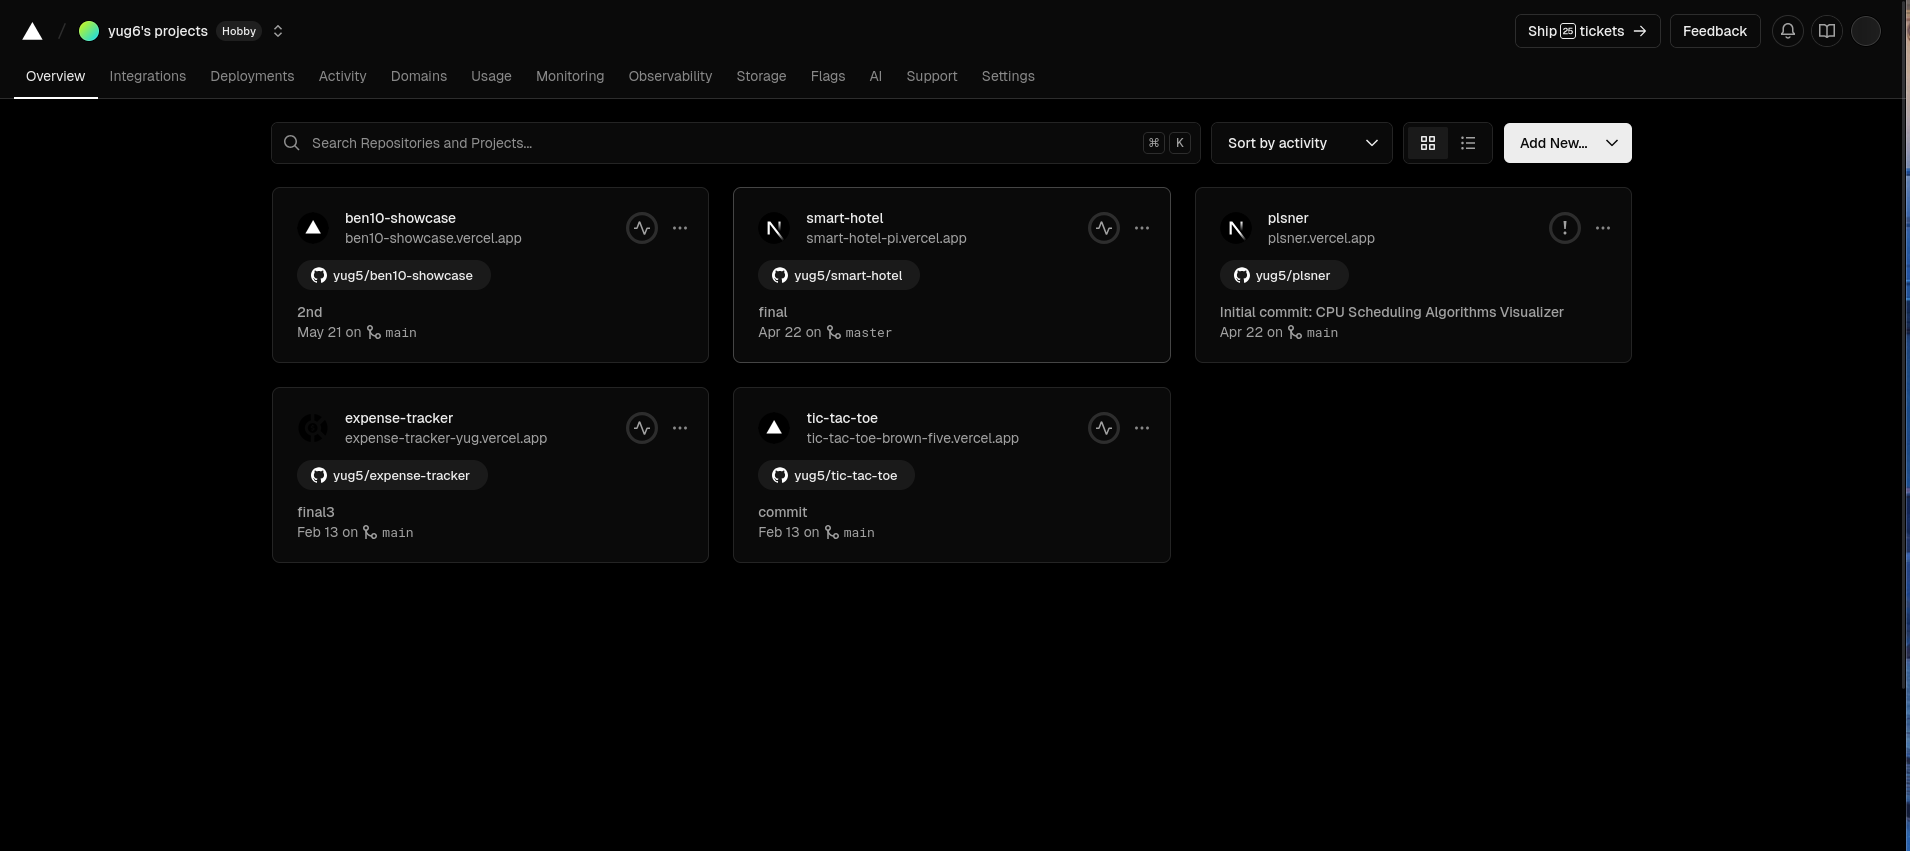 yug6's projects Hobby
Ship 25 tickets → Feedback
Overview Integrations Deployments Activity Domains Usage Monitoring Observability Storage Flags AI Support Settings
Search Repositories and Projects... ⌘ K Sort by activity Add New...
ben10-showcase
ben10-showcase.vercel.app
yug5/ben10-showcase
2nd
May 21 on main
smart-hotel
smart-hotel-pi.vercel.app
yug5/smart-hotel
final
Apr 22 on master
plsner
plsner.vercel.app
yug5/plsner
Initial commit: CPU Scheduling Algorithms Visualizer
Apr 22 on main
expense-tracker
expense-tracker-yug.vercel.app
yug5/expense-tracker
final3
Feb 13 on main
tic-tac-toe
tic-tac-toe-brown-five.vercel.app
yug5/tic-tac-toe
commit
Feb 13 on main